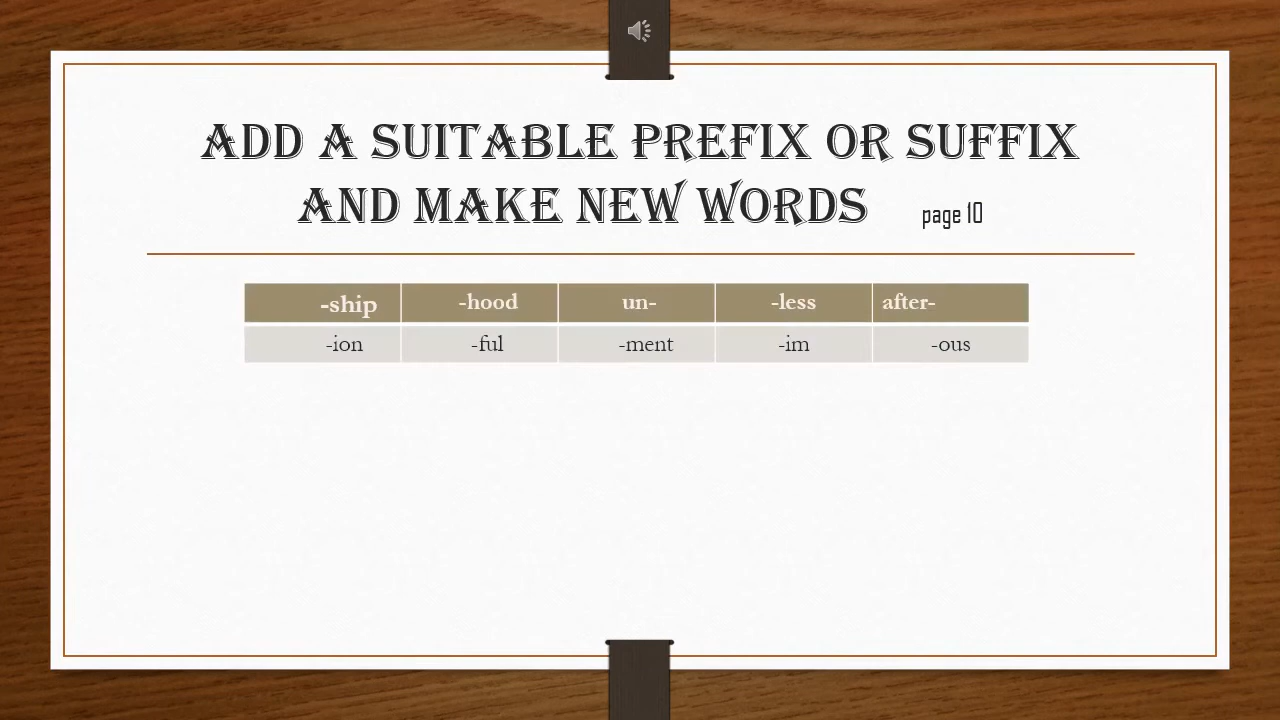 ADD A SUITABLE PREFIX OR SUFFIX
AND MAKE NEW WORDS page 10
-ship -hood un- -less after-
-ion -ful -ment -im -ous